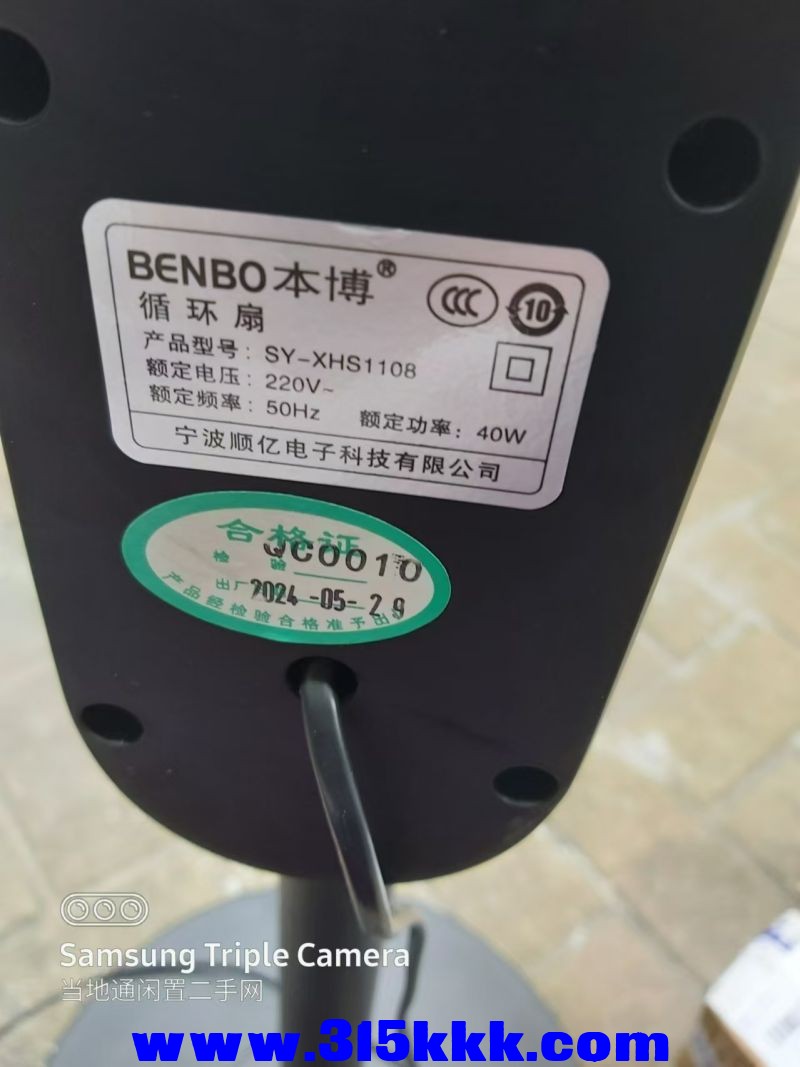 BENBO本博®
CCC
10
循环扇
产品型号：SY-XHS1108
额定电压：220V~
额定频率：50Hz 额定功率：40W
宁波顺亿电子科技有限公司
合格证
检验 QC0010
出厂 2024-05-29
产品经检验合格准予出
Samsung Triple Camera
当地通闲置二手网
www.315kkk.com